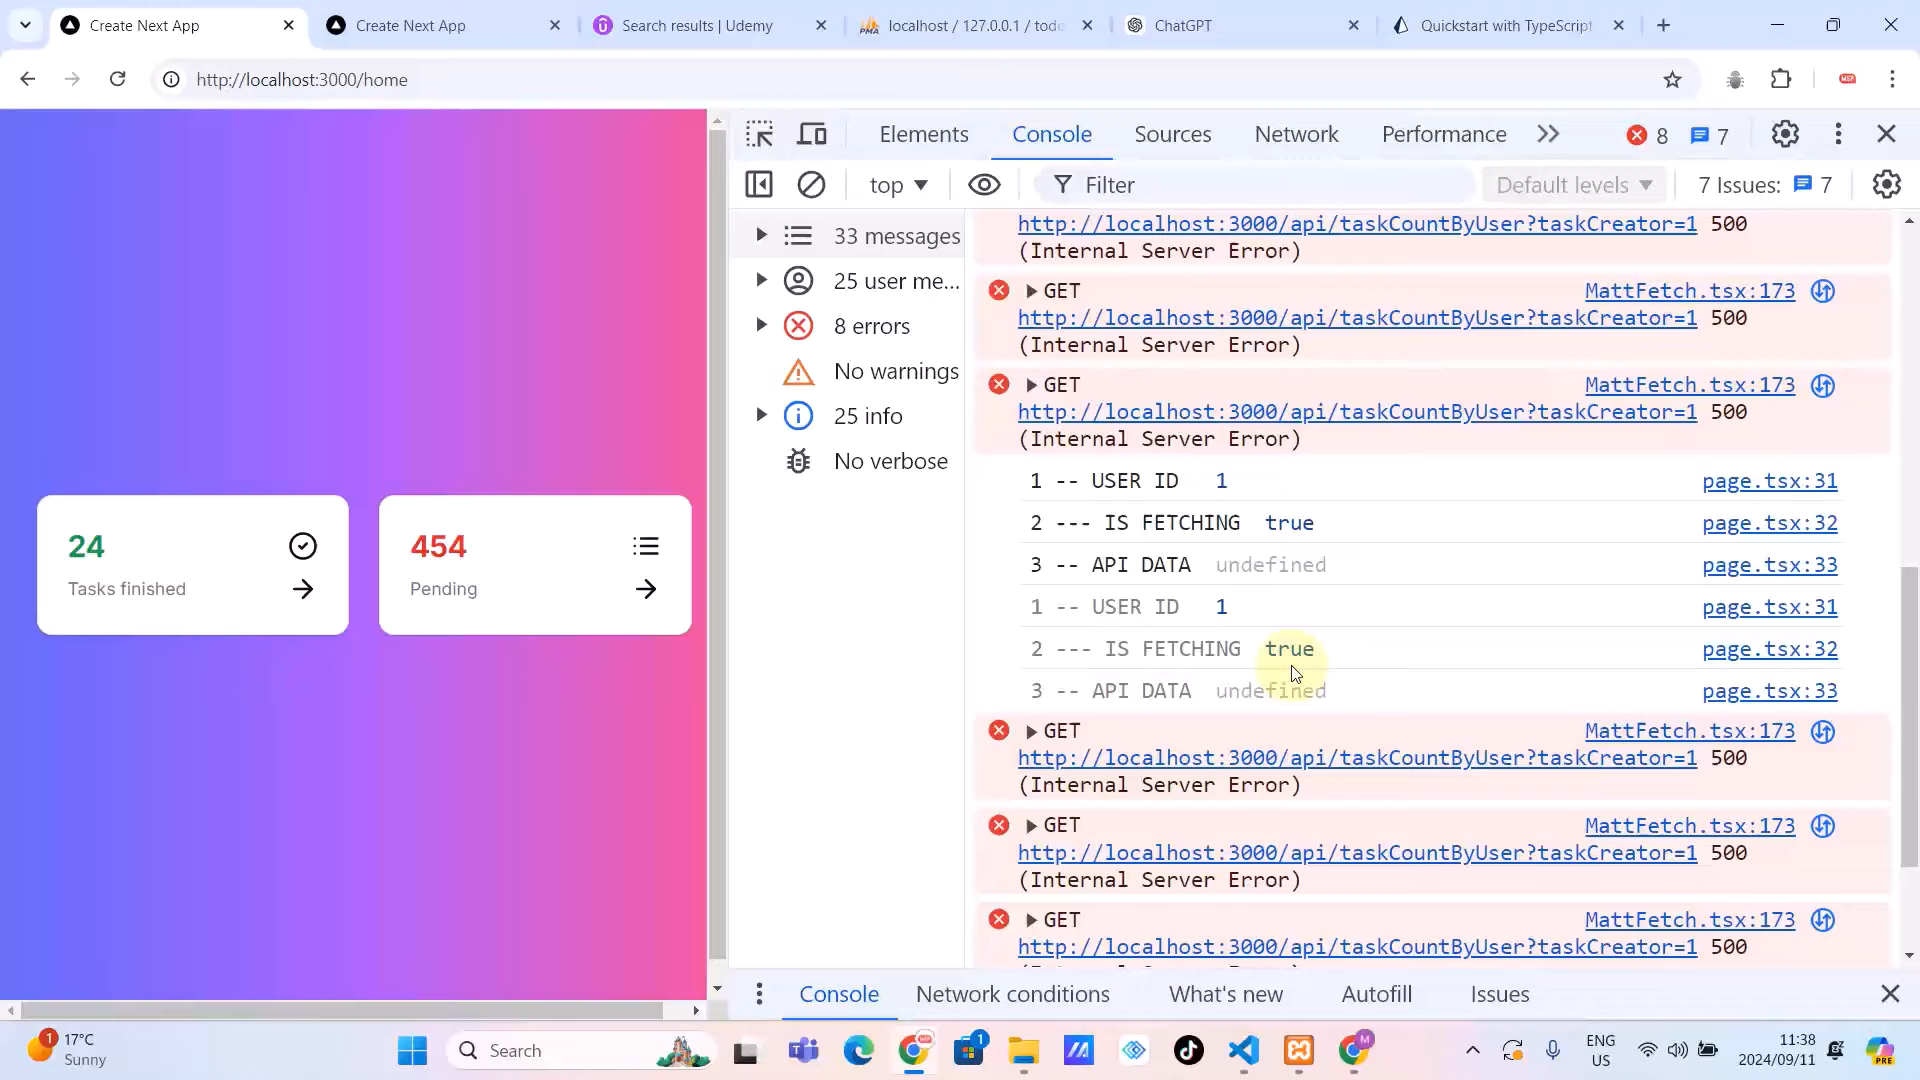 Create Next App
Create Next App
Search results | Udemy
localhost / 127.0.0.1 / todo
ChatGPT
Quickstart with TypeScript
http://localhost:3000/home
Elements
Console
Sources
Network
Performance
8
7
top
Filter
Default levels
7 Issues:
7
33 messages
25 user me...
8 errors
No warnings
25 info
No verbose
http://localhost:3000/api/taskCountByUser?taskCreator=1 500
(Internal Server Error)
GET
MattFetch.tsx:173
http://localhost:3000/api/taskCountByUser?taskCreator=1 500
(Internal Server Error)
GET
MattFetch.tsx:173
http://localhost:3000/api/taskCountByUser?taskCreator=1 500
(Internal Server Error)
1 -- USER ID 1
page.tsx:31
2 --- IS FETCHING true
page.tsx:32
3 -- API DATA undefined
page.tsx:33
1 -- USER ID 1
page.tsx:31
2 --- IS FETCHING true
page.tsx:32
3 -- API DATA undefined
page.tsx:33
GET
MattFetch.tsx:173
http://localhost:3000/api/taskCountByUser?taskCreator=1 500
(Internal Server Error)
GET
MattFetch.tsx:173
http://localhost:3000/api/taskCountByUser?taskCreator=1 500
(Internal Server Error)
GET
MattFetch.tsx:173
http://localhost:3000/api/taskCountByUser?taskCreator=1 500
24
Tasks finished
454
Pending
Console
Network conditions
What's new
Autofill
Issues
1
17°C
Sunny
Search
1
M
ENG
US
11:38
2024/09/11
PRE